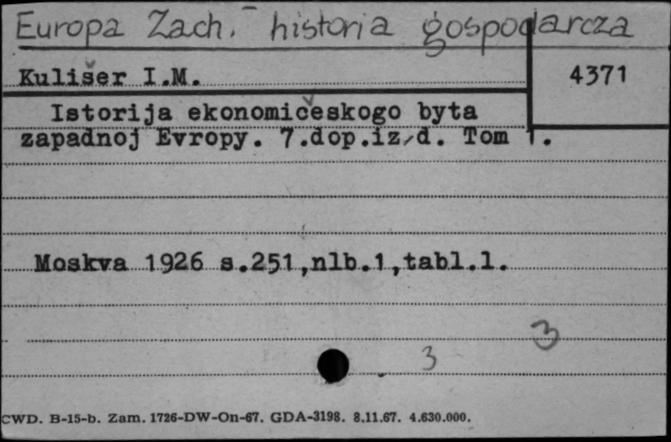 Europa Zach. - historia gospodarcza
Kulišer I.M.
4371
Istorija ekonomičeskogo byta
zapadnoj Evropy. 7.dop.iz,d. Tom 1.
Moskva 1926 s.251,nlb.1,tabl.1.
3
3
CWD. B-15-b. Zam. 1726-DW-On-67. GDA-3198. 8.11.67. 4.630.000.